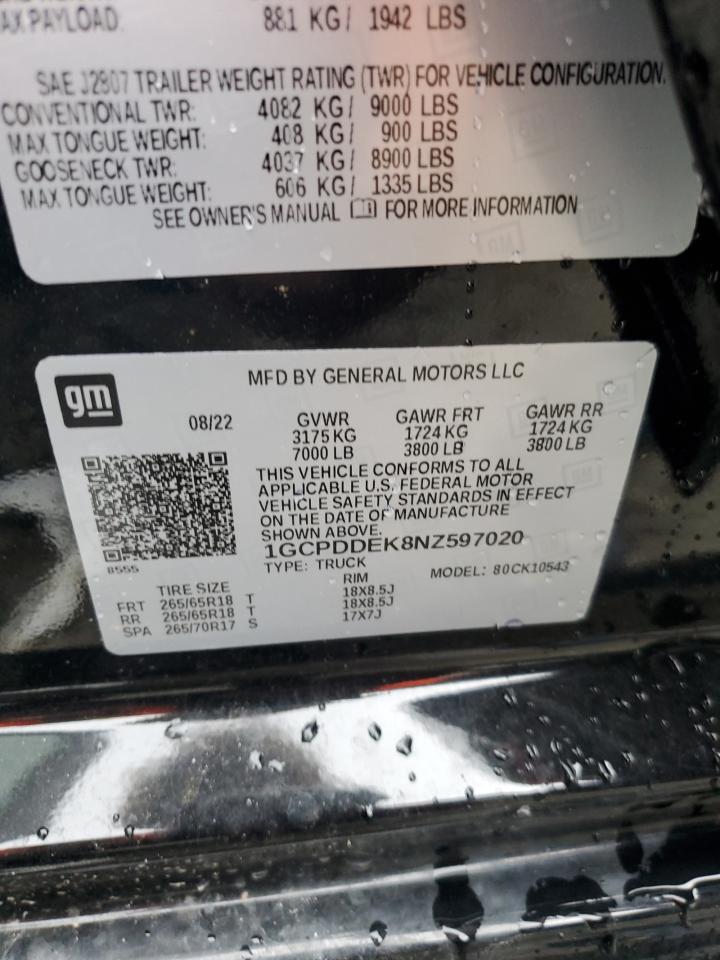 AX PAYLOAD: 881 KG/ 1942 LBS
SAE J2807 TRAILER WEIGHT RATING (TWR) FOR VEHICLE CONFIGURATION.
CONVENTIONAL TWR: 4082 KG/ 9000 LBS
MAX TONGUE WEIGHT: 408 KG/ 900 LBS
GOOSENECK TWR: 4037 KG/ 8900 LBS
MAX TONGUE WEIGHT: 606 KG/ 1335 LBS
SEE OWNER'S MANUAL FOR MORE INFORMATION
gm
MFD BY GENERAL MOTORS LLC
08/22 GVWR GAWR FRT GAWR RR
3175 KG 1724 KG 1724 KG
7000 LB 3800 LB 3800 LB
THIS VEHICLE CONFORMS TO ALL
APPLICABLE U.S. FEDERAL MOTOR
VEHICLE SAFETY STANDARDS IN EFFECT
ON THE DATE OF MANUFACTURE
SHOWN ABOVE.
1GCPDDEK8NZ597020
8555
TYPE: TRUCK MODEL: 80CK10543
TIRE SIZE RIM
FRT 265/65R18 T 18X8.5J
RR 265/65R18 T 18X8.5J
SPA 265/70R17 S 17X7J